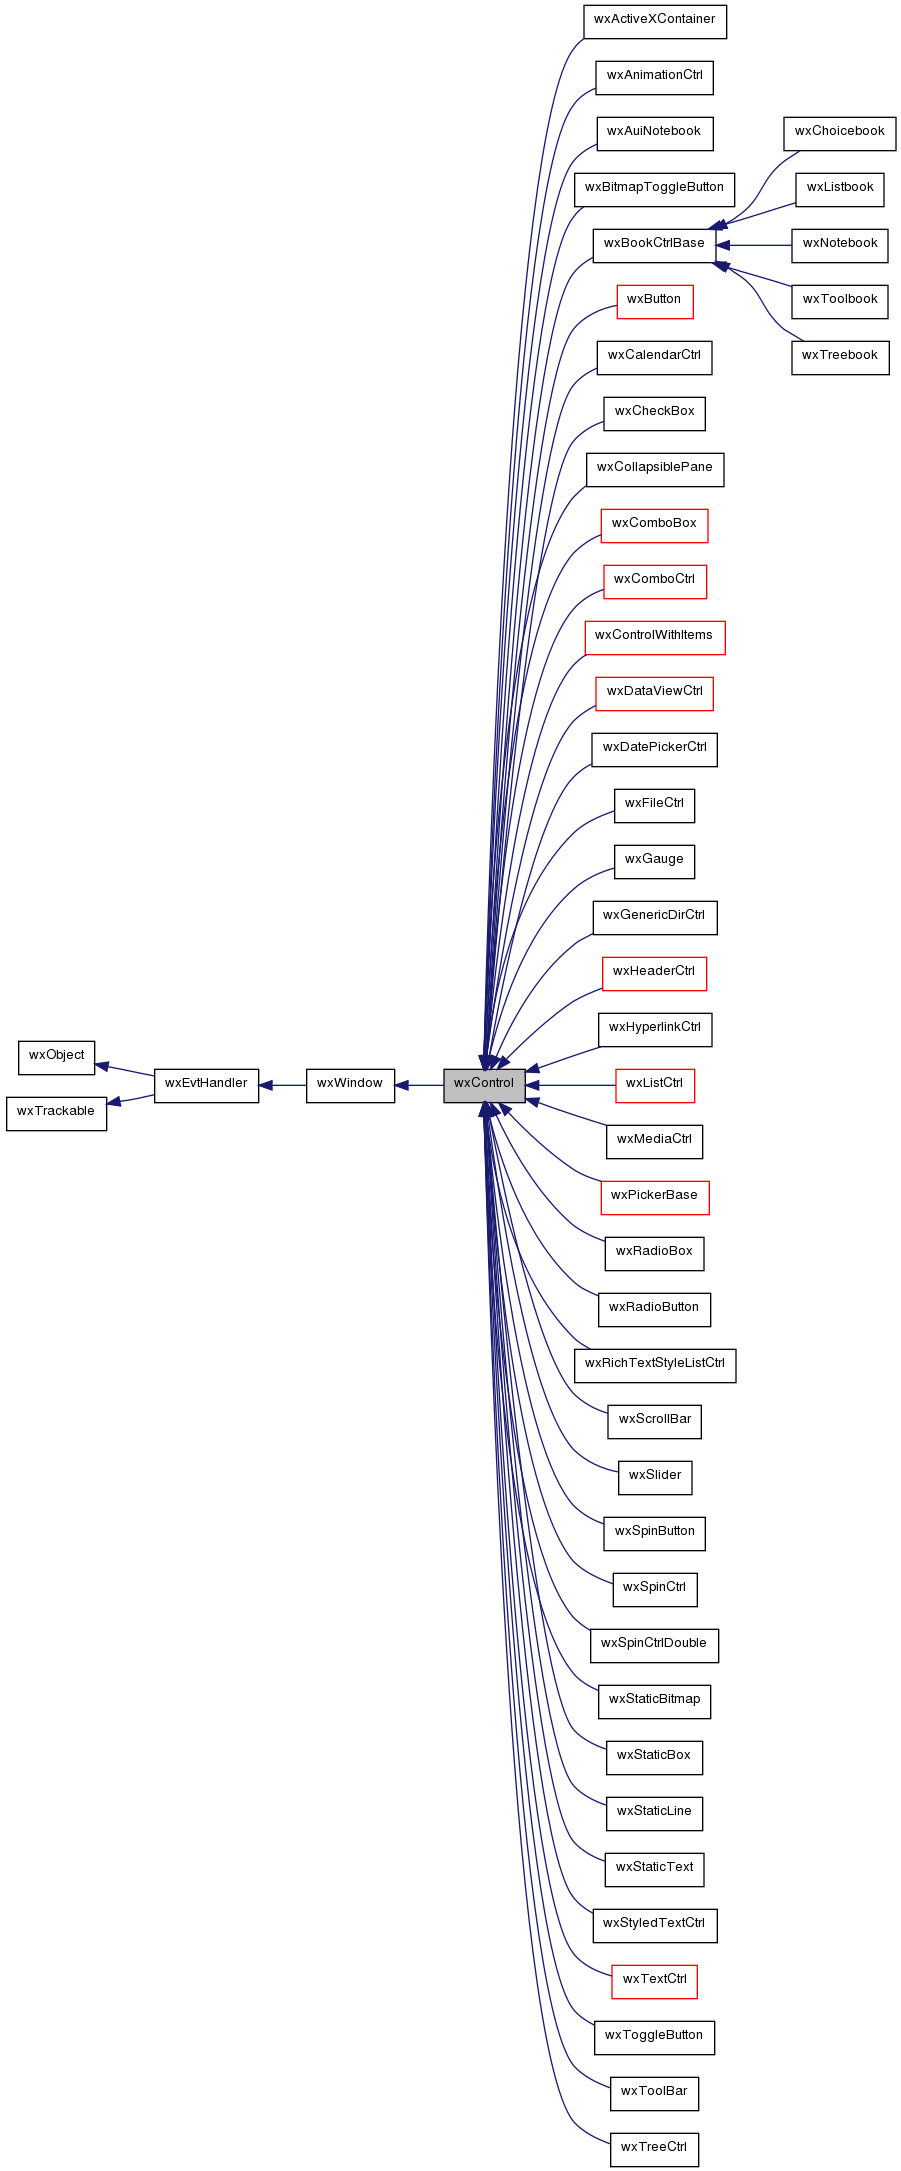 wxActiveXContainer
wxAnimationCtrl
wxAuiNotebook
wxChoicebook
wxBitmapToggleButton
wxListbook
wxBookCtrlBase
wxNotebook
wxButton
wxToolbook
wxCalendarCtrl
wxTreebook
wxCheckBox
wxCollapsiblePane
wxComboBox
wxComboCtrl
wxControlWithItems
wxDataViewCtrl
wxDatePickerCtrl
wxFileCtrl
wxGauge
wxGenericDirCtrl
wxHeaderCtrl
wxHyperlinkCtrl
wxObject
wxEvtHandler
wxWindow
wxControl
wxListCtrl
wxTrackable
wxMediaCtrl
wxPickerBase
wxRadioBox
wxRadioButton
wxRichTextStyleListCtrl
wxScrollBar
wxSlider
wxSpinButton
wxSpinCtrl
wxSpinCtrlDouble
wxStaticBitmap
wxStaticBox
wxStaticLine
wxStaticText
wxStyledTextCtrl
wxTextCtrl
wxToggleButton
wxToolBar
wxTreeCtrl